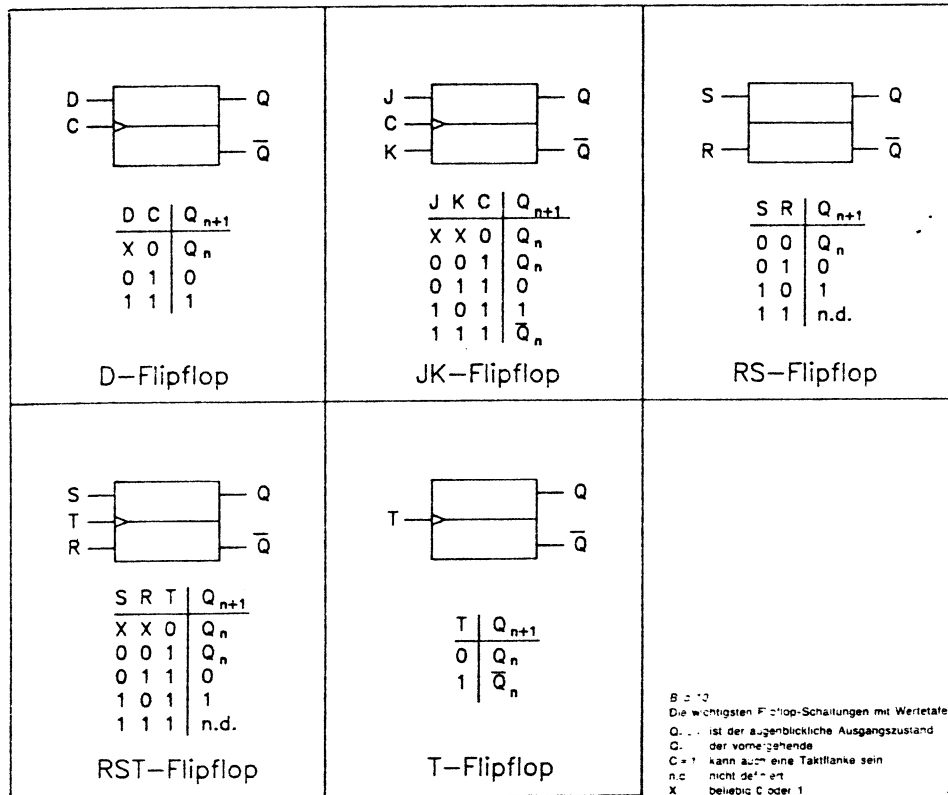 D Q
C
Q̅
D C Q n+1
X 0 Q n
0 1 0
1 1 1
D-Flipflop
J Q
C
K Q̅
J K C Q n+1
X X 0 Q n
0 0 1 Q n
0 1 1 0
1 0 1 1
1 1 1 Q̅ n
JK-Flipflop
S Q
R Q̅
S R Q n+1
0 0 Q n
0 1 0
1 0 1
1 1 n.d.
RS-Flipflop
S Q
T
R Q̅
S R T Q n+1
X X 0 Q n
0 0 1 Q n
0 1 1 0
1 0 1 1
1 1 1 n.d.
RST-Flipflop
Q
T
Q̅
T Q n+1
0 Q n
1 Q̅ n
T-Flipflop
Die wichtigsten Flipflop-Schaltungen mit Wertetafe
ist der augenblickliche Ausgangszustand
der vorhergehende
C = 1 kann auch eine Taktflanke sein
n.d. nicht definiert
X beliebig 0 oder 1